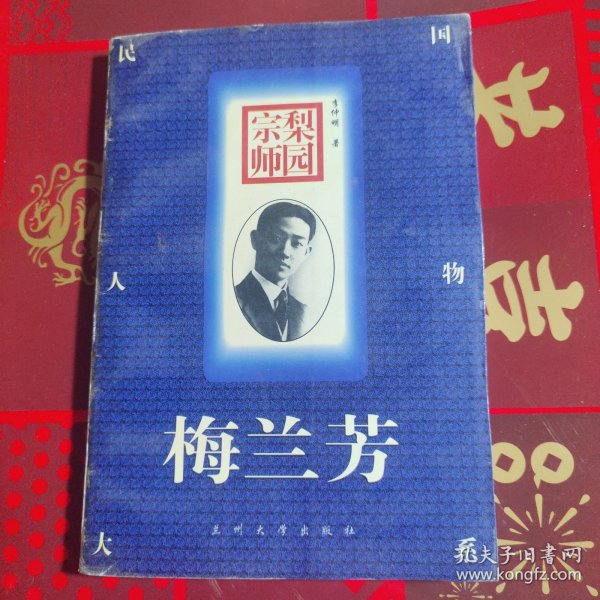 民国
李仲明 著
梨园
宗师
人物
梅兰芳
兰州大学出版社
大系
孔夫子旧书网
www.kongfz.com